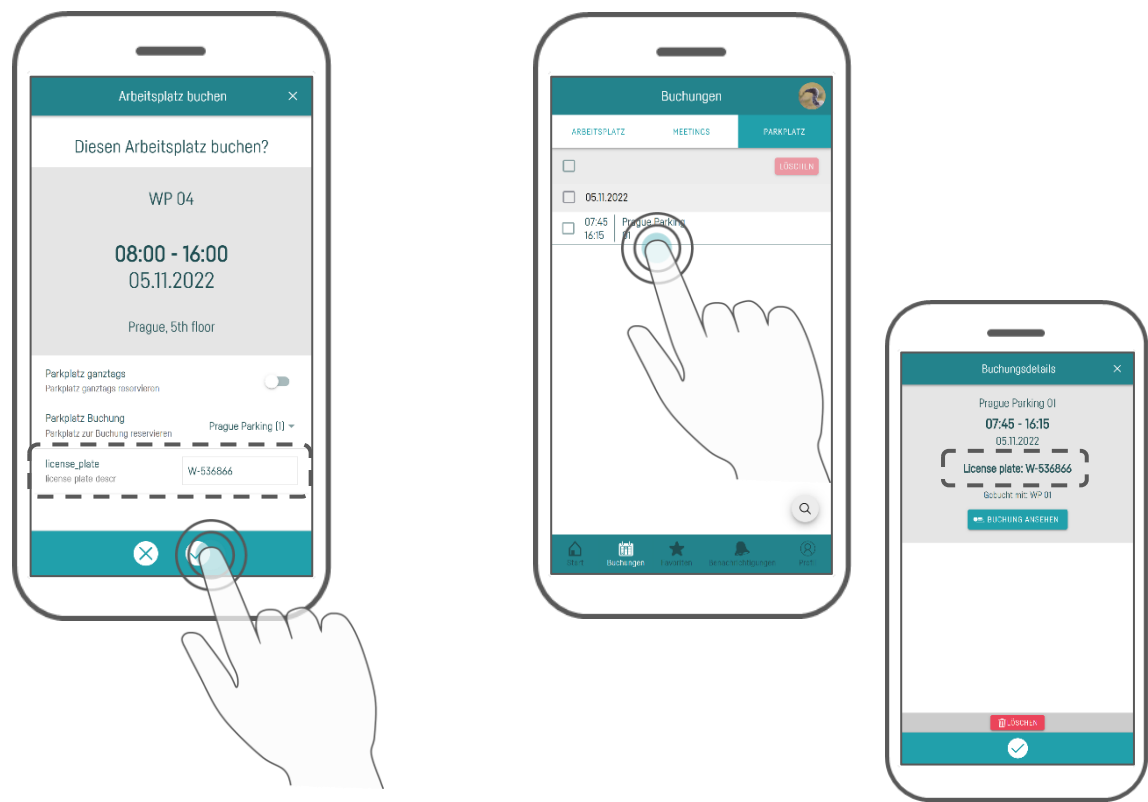 Arbeitsplatz buchen
Diesen Arbeitsplatz buchen?
WP 04
08:00 - 16:00
05.11.2022
Prague, 5th floor
Parkplatz ganztags
Parkplatz ganztags reservieren
Parkplatz Buchung
Parkplatz zur Buchung reservieren
Prague Parking (1)
license_plate
license plate descr
W-536866
Buchungen
ARBEITSPLATZ MEETINGS PARKPLATZ
LÖSCHEN
05.11.2022
07:45 Prague Parking
16:15 01
Start Buchungen Favoriten Benachrichtigungen Profil
Buchungsdetails
Prague Parking 01
07:45 - 16:15
05.11.2022
License plate: W-536866
Gebucht mit: WP 01
BUCHUNG ANSEHEN
LÖSCHEN